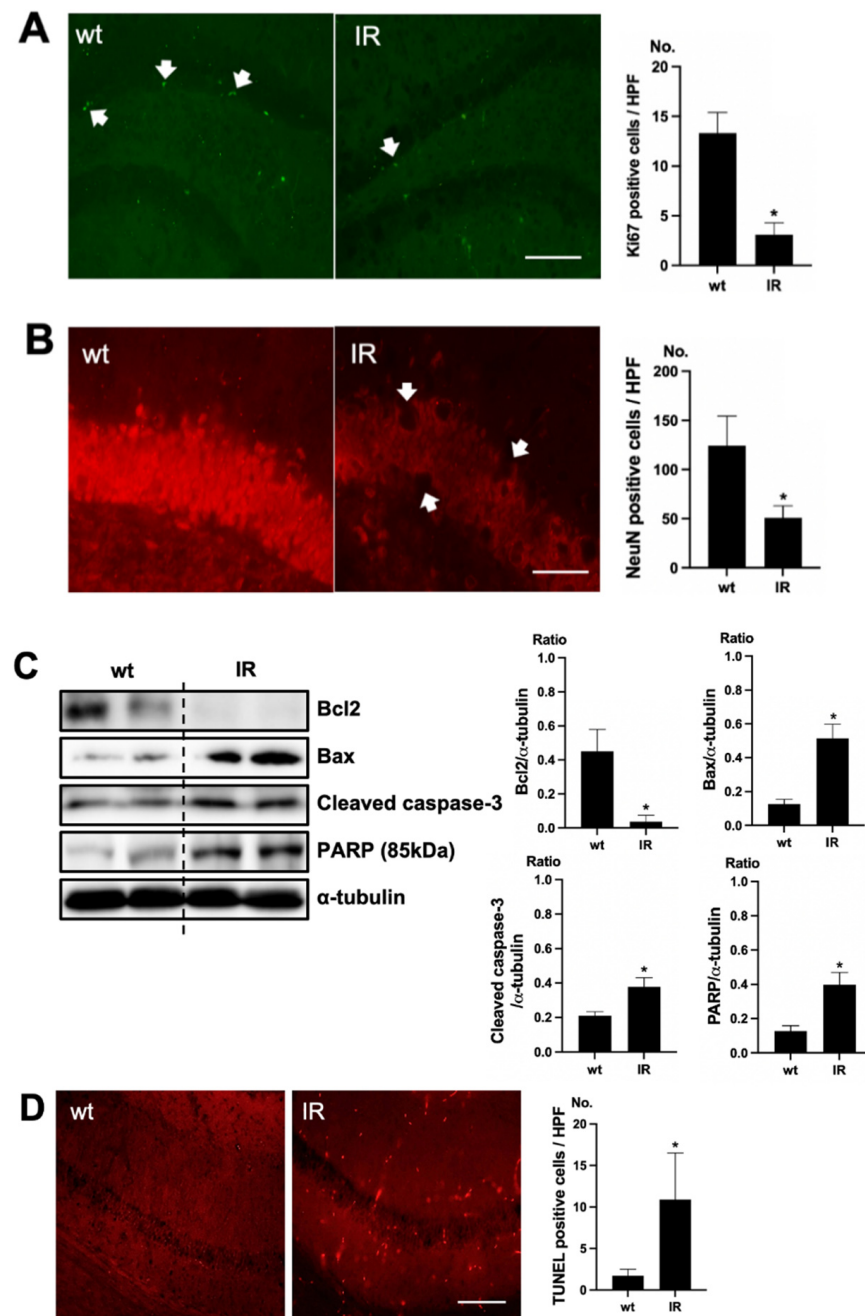 A
wt
IR
No.
Ki67 positive cells / HPF
20
15
10
5
0
*
wt
IR
B
wt
IR
No.
NeuN positive cells / HPF
200
150
100
50
0
*
wt
IR
C
wt
IR
Bcl2
Bax
Cleaved caspase-3
PARP (85kDa)
α-tubulin
Ratio
Bcl2/α-tubulin
1.0
0.8
0.6
0.4
0.2
0.0
*
wt
IR
Ratio
Bax/α-tubulin
1.0
0.8
0.6
0.4
0.2
0.0
*
wt
IR
Ratio
Cleaved caspase-3
/α-tubulin
1.0
0.8
0.6
0.4
0.2
0.0
*
wt
IR
Ratio
PARP/α-tubulin
1.0
0.8
0.6
0.4
0.2
0.0
*
wt
IR
D
wt
IR
No.
TUNEL positive cells / HPF
20
15
10
5
0
*
wt
IR